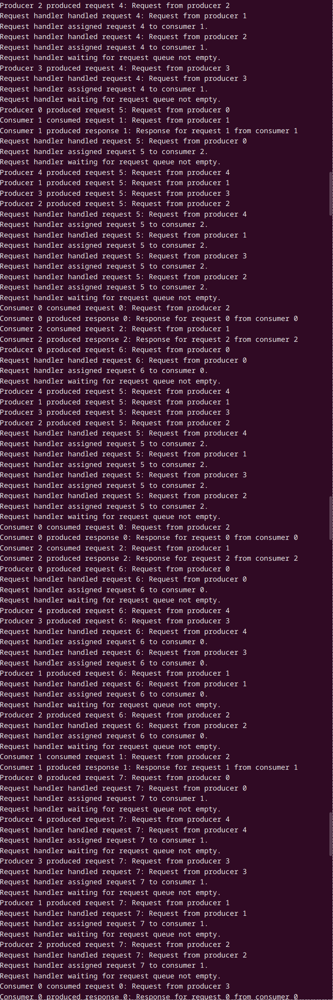 Producer 2 produced request 4: Request from producer 2
Request handler handled request 4: Request from producer 1
Request handler assigned request 4 to consumer 1.
Request handler handled request 4: Request from producer 2
Request handler assigned request 4 to consumer 1.
Request handler waiting for request queue not empty.
Producer 3 produced request 4: Request from producer 3
Request handler handled request 4: Request from producer 3
Request handler assigned request 4 to consumer 1.
Request handler waiting for request queue not empty.
Producer 0 produced request 5: Request from producer 0
Consumer 1 consumed request 1: Request from producer 1
Consumer 1 produced response 1: Response for request 1 from consumer 1
Request handler handled request 5: Request from producer 0
Request handler assigned request 5 to consumer 2.
Request handler waiting for request queue not empty.
Producer 4 produced request 5: Request from producer 4
Producer 1 produced request 5: Request from producer 1
Producer 3 produced request 5: Request from producer 3
Producer 2 produced request 5: Request from producer 2
Request handler handled request 5: Request from producer 4
Request handler assigned request 5 to consumer 2.
Request handler handled request 5: Request from producer 1
Request handler assigned request 5 to consumer 2.
Request handler handled request 5: Request from producer 3
Request handler assigned request 5 to consumer 2.
Request handler handled request 5: Request from producer 2
Request handler assigned request 5 to consumer 2.
Request handler waiting for request queue not empty.
Consumer 0 consumed request 0: Request from producer 2
Consumer 0 produced response 0: Response for request 0 from consumer 0
Consumer 2 consumed request 2: Request from producer 1
Consumer 2 produced response 2: Response for request 2 from consumer 2
Producer 0 produced request 6: Request from producer 0
Request handler handled request 6: Request from producer 0
Request handler assigned request 6 to consumer 0.
Request handler waiting for request queue not empty.
Producer 4 produced request 5: Request from producer 4
Producer 1 produced request 5: Request from producer 1
Producer 3 produced request 5: Request from producer 3
Producer 2 produced request 5: Request from producer 2
Request handler handled request 5: Request from producer 4
Request handler assigned request 5 to consumer 2.
Request handler handled request 5: Request from producer 1
Request handler assigned request 5 to consumer 2.
Request handler handled request 5: Request from producer 3
Request handler assigned request 5 to consumer 2.
Request handler handled request 5: Request from producer 2
Request handler assigned request 5 to consumer 2.
Request handler waiting for request queue not empty.
Consumer 0 consumed request 0: Request from producer 2
Consumer 0 produced response 0: Response for request 0 from consumer 0
Consumer 2 consumed request 2: Request from producer 1
Consumer 2 produced response 2: Response for request 2 from consumer 2
Producer 0 produced request 6: Request from producer 0
Request handler handled request 6: Request from producer 0
Request handler assigned request 6 to consumer 0.
Request handler waiting for request queue not empty.
Producer 4 produced request 6: Request from producer 4
Producer 3 produced request 6: Request from producer 3
Request handler handled request 6: Request from producer 4
Request handler assigned request 6 to consumer 0.
Request handler handled request 6: Request from producer 3
Request handler assigned request 6 to consumer 0.
Producer 1 produced request 6: Request from producer 1
Request handler handled request 6: Request from producer 1
Request handler assigned request 6 to consumer 0.
Request handler waiting for request queue not empty.
Producer 2 produced request 6: Request from producer 2
Request handler handled request 6: Request from producer 2
Request handler assigned request 6 to consumer 0.
Request handler waiting for request queue not empty.
Consumer 1 consumed request 1: Request from producer 2
Consumer 1 produced response 1: Response for request 1 from consumer 1
Producer 0 produced request 7: Request from producer 0
Request handler handled request 7: Request from producer 0
Request handler assigned request 7 to consumer 1.
Request handler waiting for request queue not empty.
Producer 4 produced request 7: Request from producer 4
Request handler handled request 7: Request from producer 4
Request handler assigned request 7 to consumer 1.
Request handler waiting for request queue not empty.
Producer 3 produced request 7: Request from producer 3
Request handler handled request 7: Request from producer 3
Request handler assigned request 7 to consumer 1.
Request handler waiting for request queue not empty.
Producer 1 produced request 7: Request from producer 1
Request handler handled request 7: Request from producer 1
Request handler assigned request 7 to consumer 1.
Request handler waiting for request queue not empty.
Producer 2 produced request 7: Request from producer 2
Request handler handled request 7: Request from producer 2
Request handler assigned request 7 to consumer 1.
Request handler waiting for request queue not empty.
Consumer 0 consumed request 0: Request from producer 3
Consumer 0 produced response 0: Response for request 0 from consumer 0